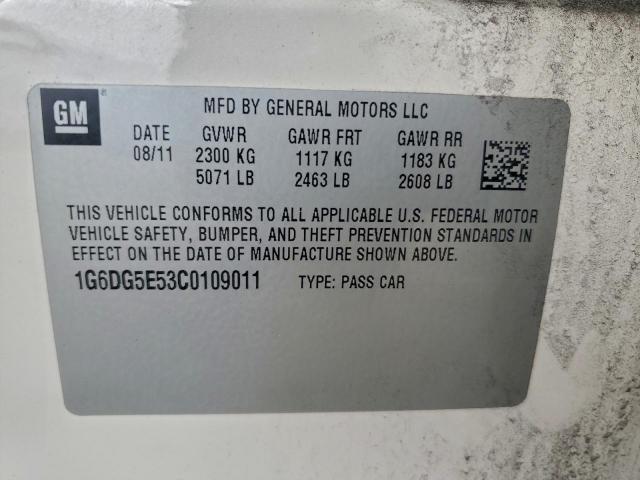 GM
MFD BY GENERAL MOTORS LLC
DATE GVWR GAWR FRT GAWR RR
08/11 2300 KG 1117 KG 1183 KG
5071 LB 2463 LB 2608 LB
THIS VEHICLE CONFORMS TO ALL APPLICABLE U.S. FEDERAL MOTOR
VEHICLE SAFETY, BUMPER, AND THEFT PREVENTION STANDARDS IN
EFFECT ON THE DATE OF MANUFACTURE SHOWN ABOVE.
1G6DG5E53C0109011 TYPE: PASS CAR